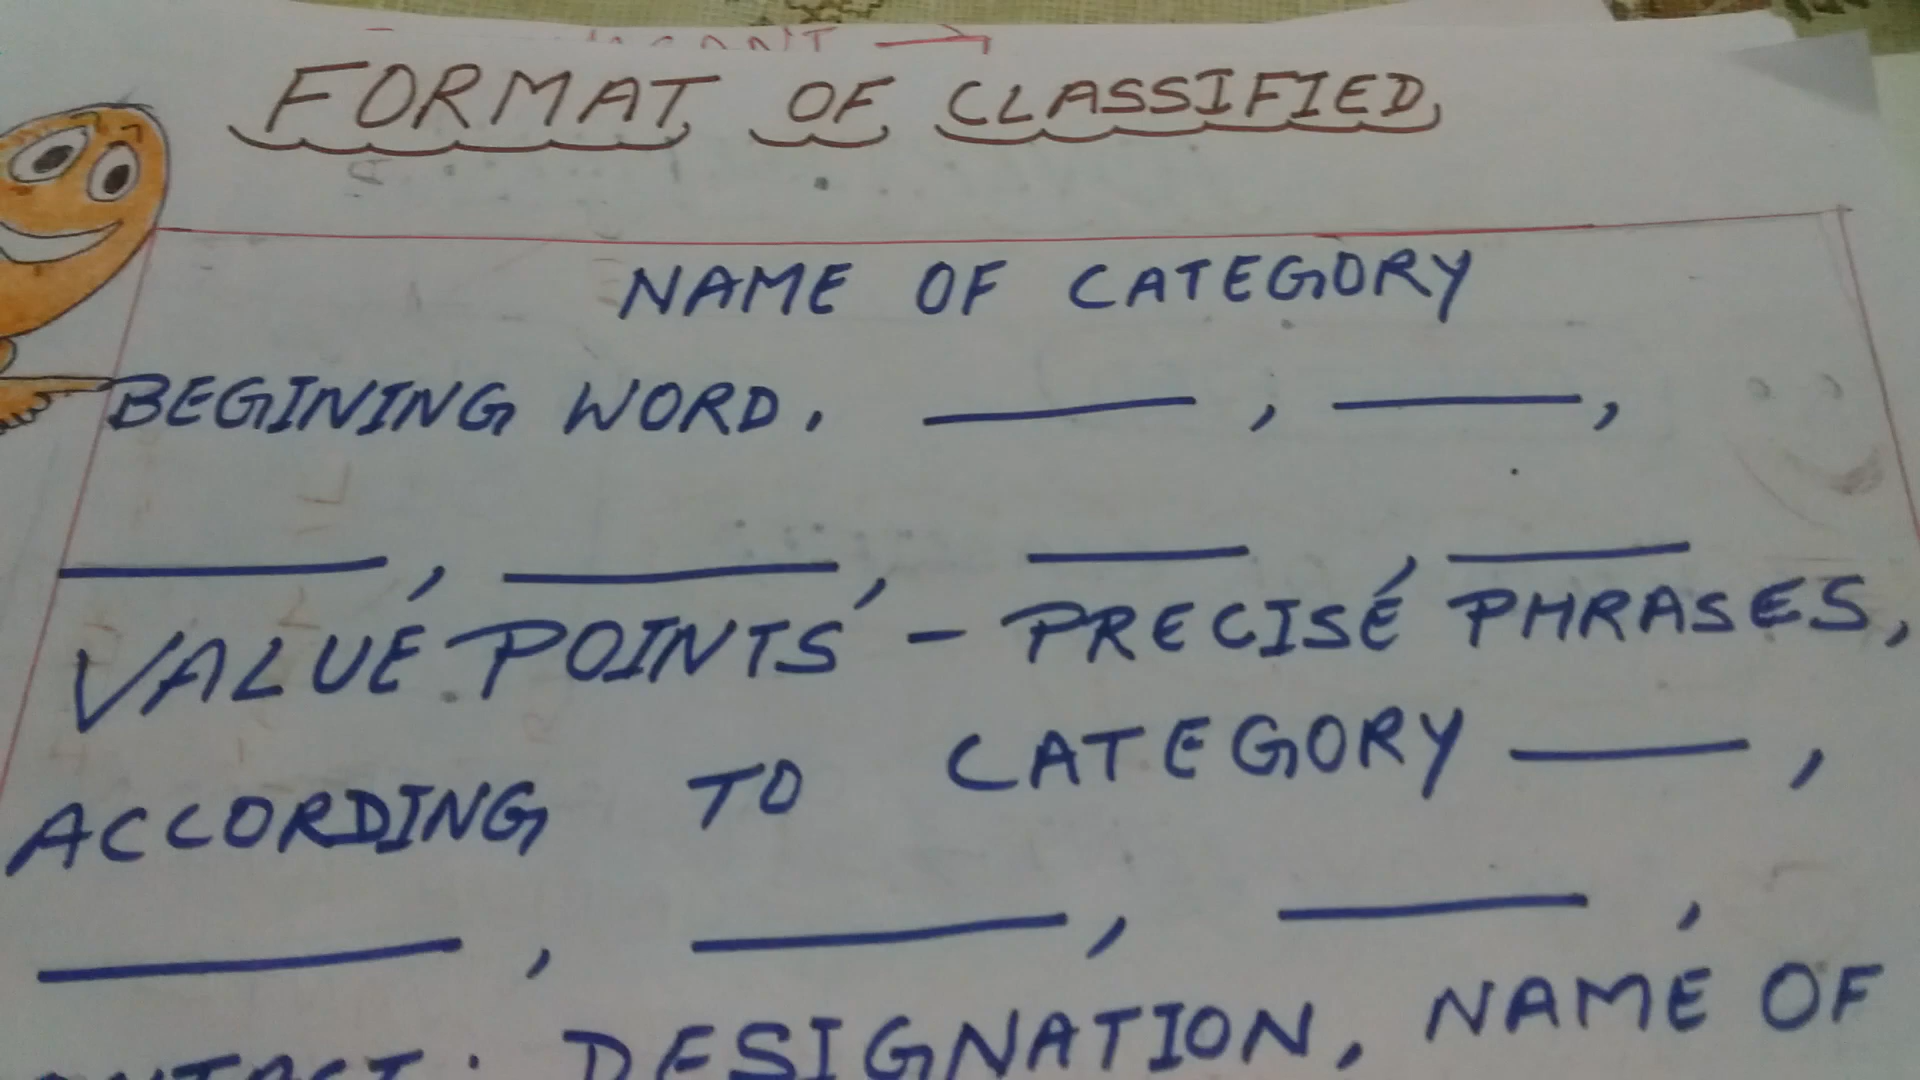 FORMAT OF CLASSIFIED
NAME OF CATEGORY
BEGINING WORD. ____ , ____ ,
____ , ____ , ____ , ____
VALUE POINTS - PRECISE PHRASES,
ACCORDING TO CATEGORY ____ ,
____ , ____ , ____ ,
DESIGNATION, NAME OF